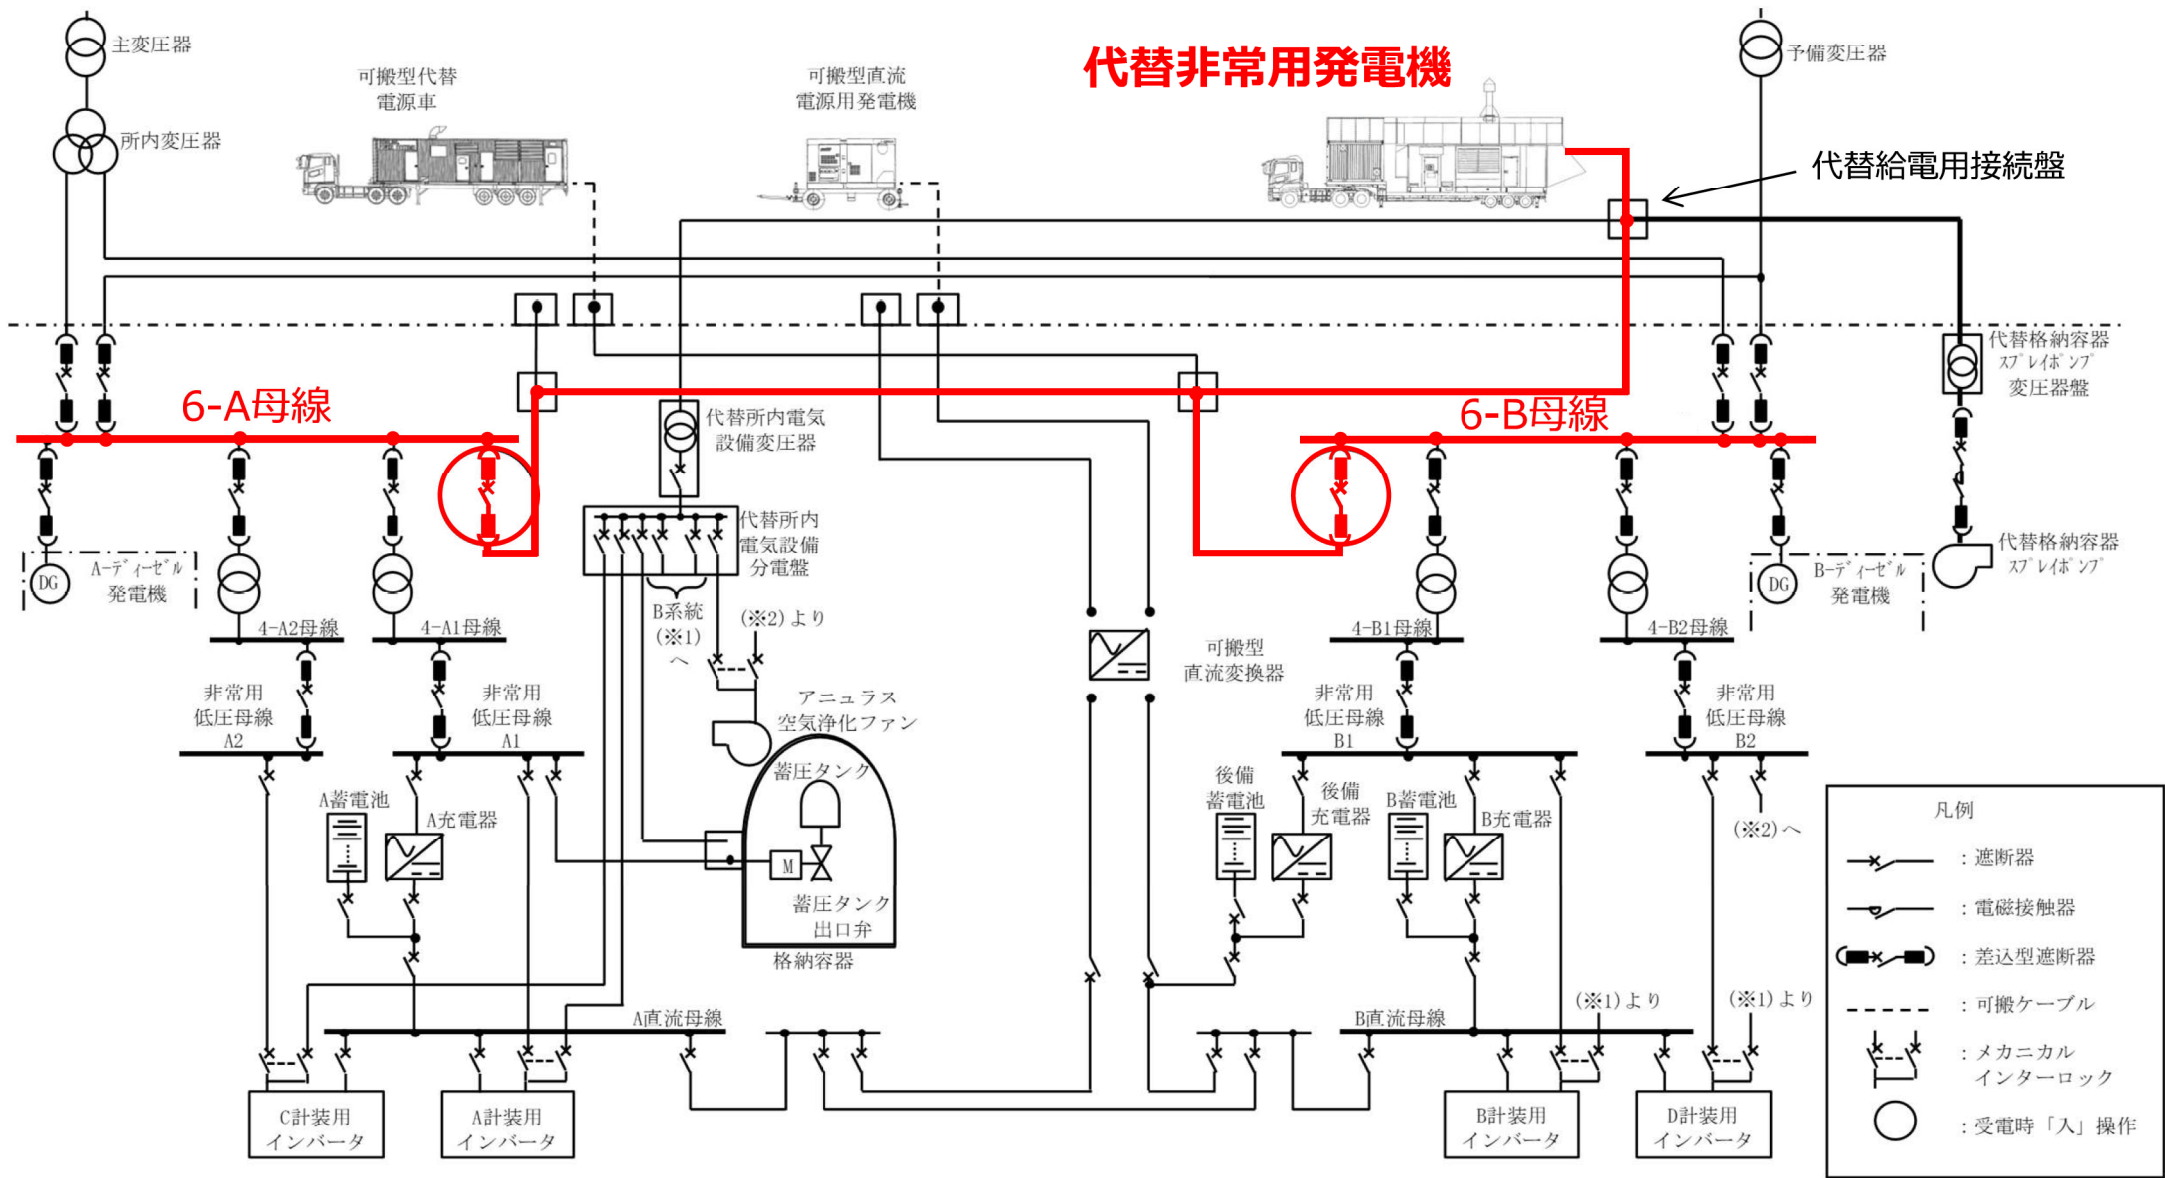 主変圧器
所内変圧器
可搬型代替
電源車
可搬型直流
電源用発電機
代替非常用発電機
予備変圧器
代替給電用接続盤
6-A母線
代替所内電気
設備変圧器
6-B母線
代替格納容器
スプレイポンプ
変圧器盤
代替所内
電気設備
分電盤
B系統
(※1)
へ
(※2)より
DG
A-ディーゼル
発電機
4-A2母線
4-A1母線
非常用
低圧母線
A2
非常用
低圧母線
A1
アニュラス
空気浄化ファン
可搬型
直流変換器
4-B1母線
4-B2母線
DG
B-ディーゼル
発電機
代替格納容器
スプレイポンプ
非常用
低圧母線
B1
非常用
低圧母線
B2
A蓄電池
A充電器
蓄圧タンク
M
蓄圧タンク
出口弁
格納容器
後備
蓄電池
後備
充電器
B蓄電池
B充電器
(※2)へ
A直流母線
B直流母線
(※1)より
(※1)より
C計装用
インバータ
A計装用
インバータ
B計装用
インバータ
D計装用
インバータ
凡例
：遮断器
：電磁接触器
：差込型遮断器
：可搬ケーブル
：メカニカル
インターロック
：受電時「入」操作